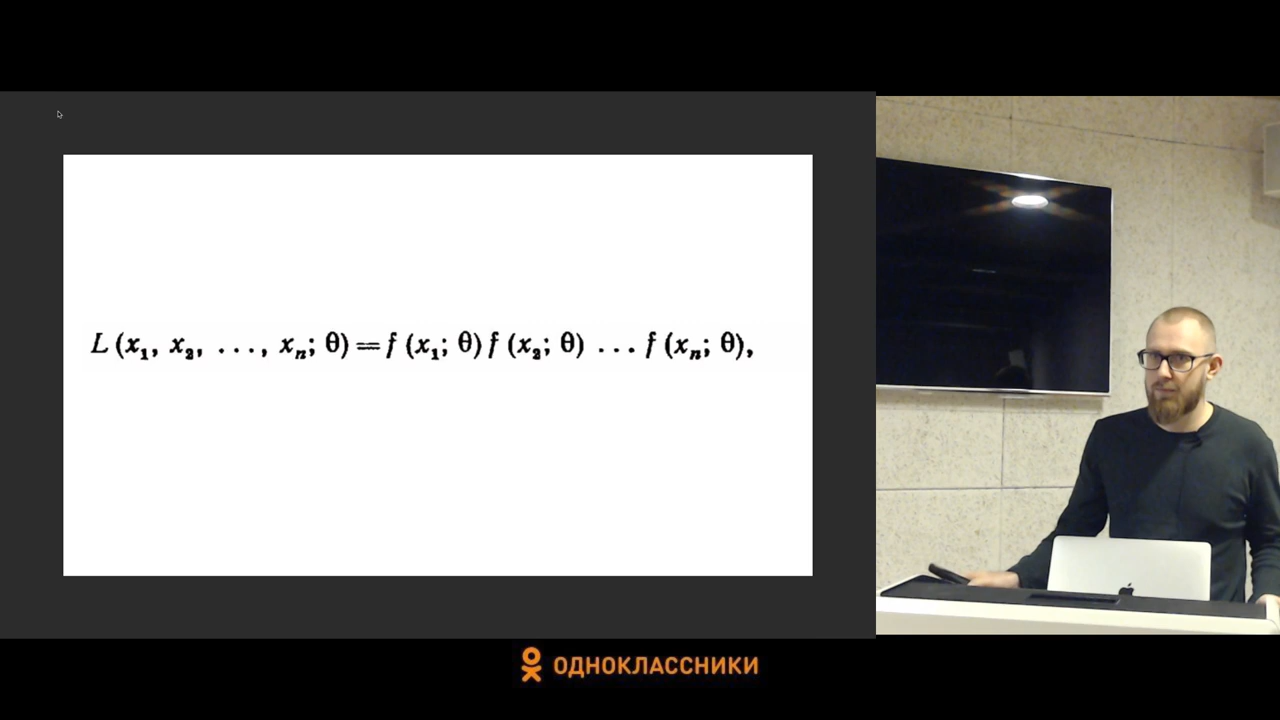 L (x₁, x₂, ..., xₙ; θ) = f (x₁; θ) f (x₂; θ) ... f (xₙ; θ),
ОДНОКЛАССНИКИ